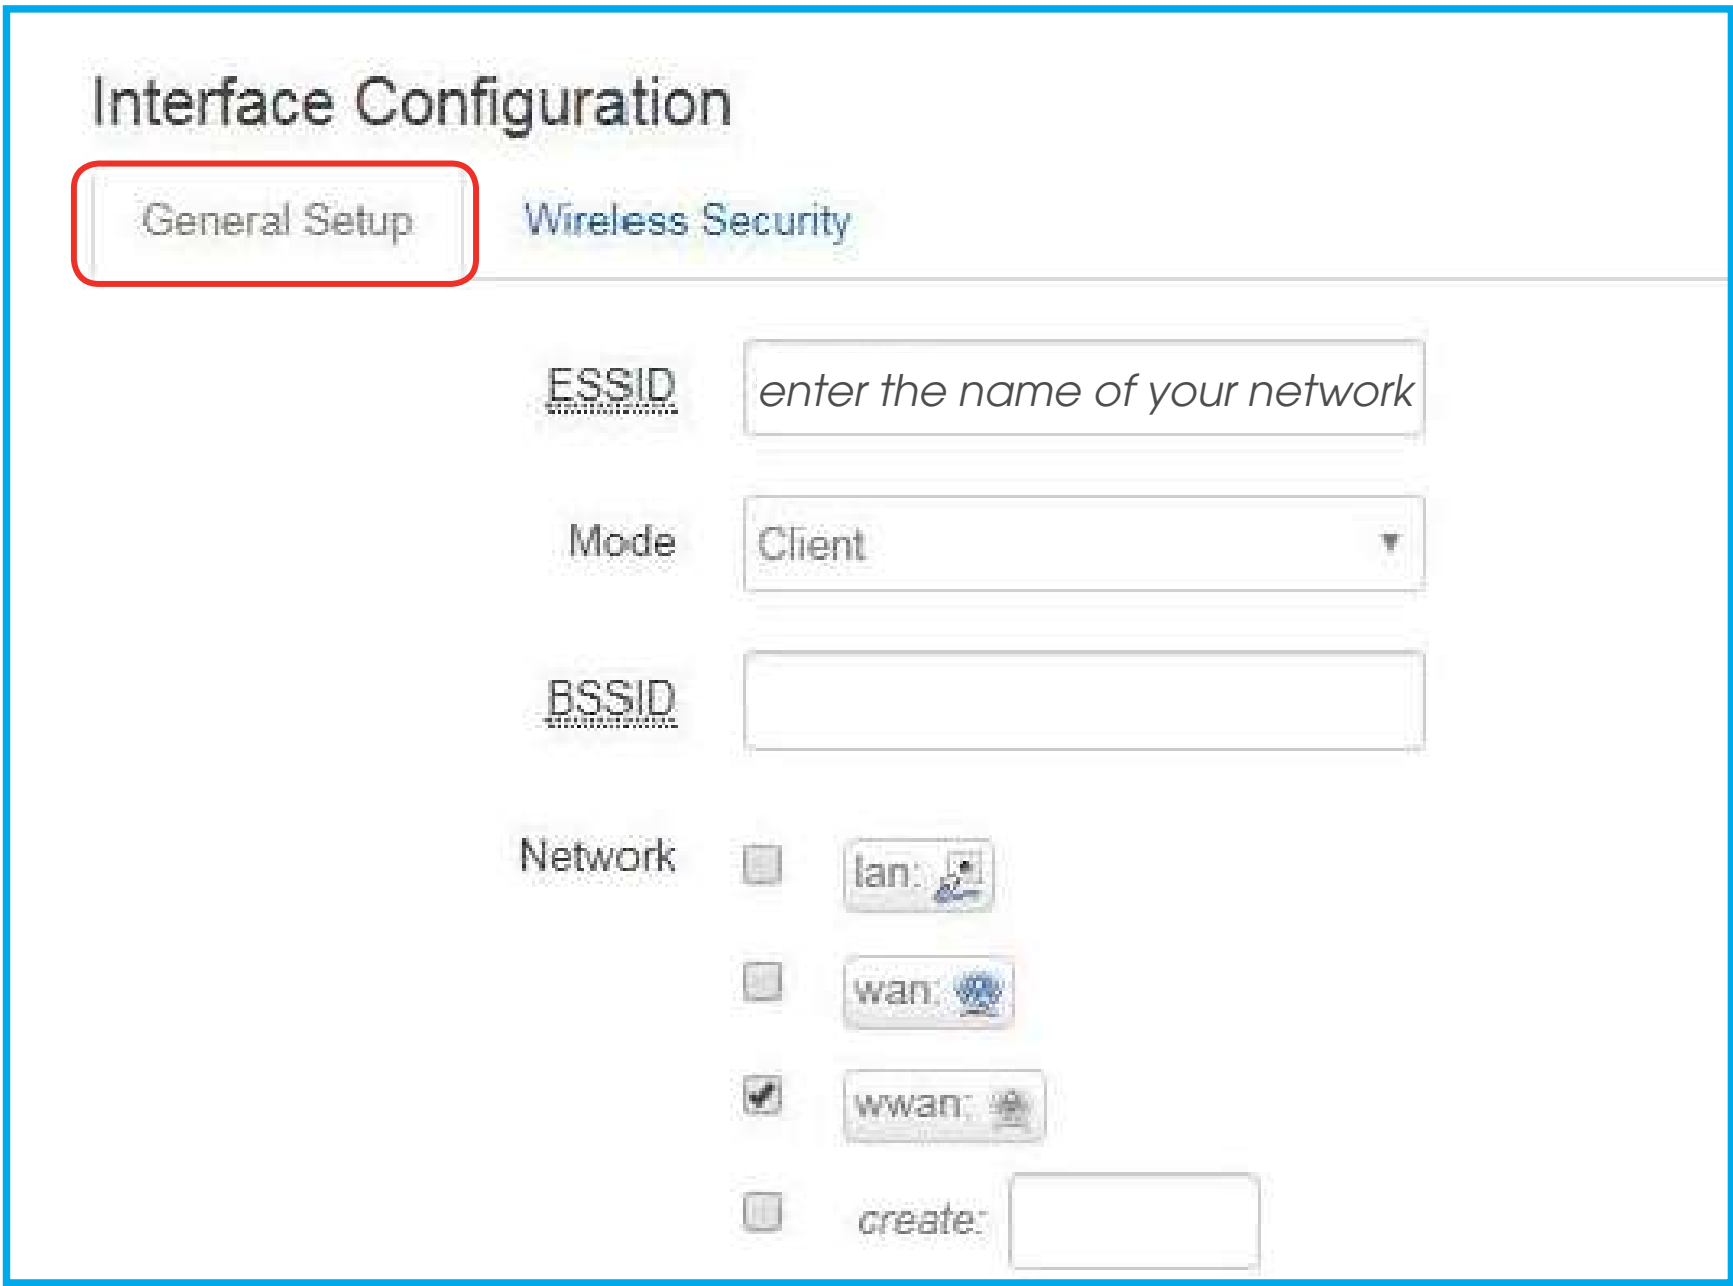 Interface Configuration
General Setup Wireless Security
ESSID enter the name of your network
Mode Client
BSSID
Network lan:
wan:
wwan:
create: